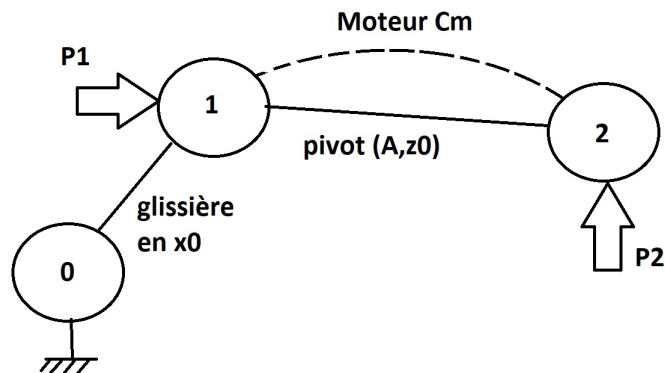 Moteur Cm
P1
1
2
pivot (A,z0)
glissière
en x0
0
P2